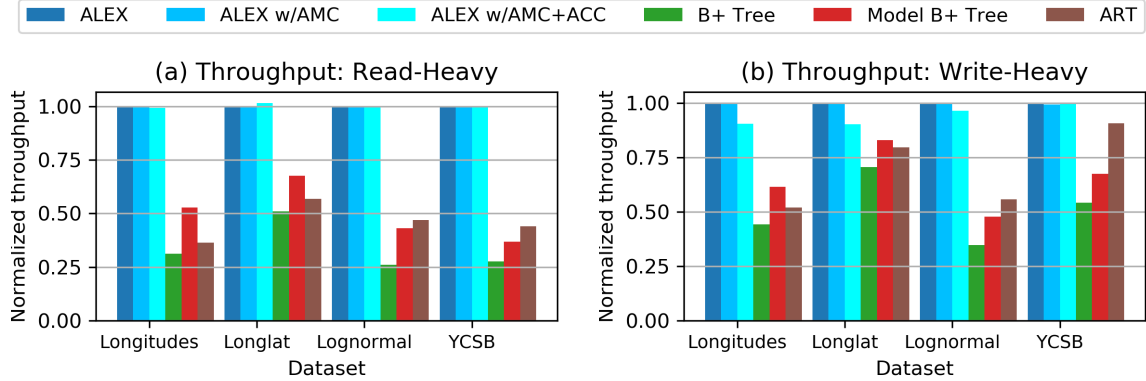 ALEX ALEX w/AMC ALEX w/AMC+ACC B+ Tree Model B+ Tree ART
(a) Throughput: Read-Heavy
Normalized throughput
1.00
0.75
0.50
0.25
0.00
Longitudes Longlat Lognormal YCSB
Dataset
(b) Throughput: Write-Heavy
Normalized throughput
1.00
0.75
0.50
0.25
0.00
Longitudes Longlat Lognormal YCSB
Dataset